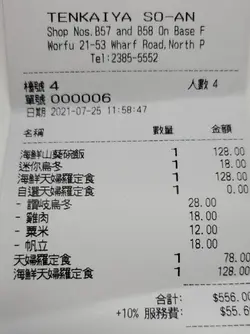 TENKAIYA SO-AN
Shop Nos.B57 and B58 On Base F
Worfu 21-53 Wharf Road,North P
Tel:2385-5552
檯號 4 人數 4
單號 000006
日期 2021-07-25 11:58:47
名稱 數量 金額
海鮮山藝碗飯 1 128.00
迷你烏冬 1 18.00
海鮮天婦羅定食 1 128.00
自選天婦羅定食 1 0.00
- 讚岐烏冬 28.00
- 雞肉 18.00
- 粟米 12.00
- 帆立 18.00
天婦羅定食 1 78.00
海鮮天婦羅定食 1 128.00
合計: $556.00
+10% 服務費: $55.6